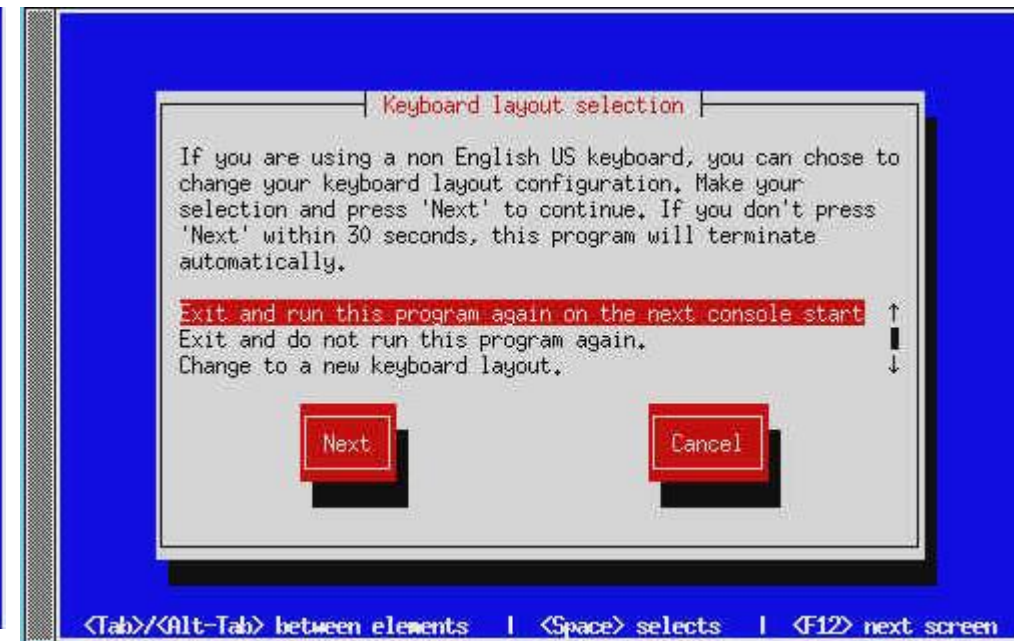 Keyboard layout selection
If you are using a non English US keyboard, you can chose to
change your keyboard layout configuration. Make your
selection and press 'Next' to continue. If you don't press
'Next' within 30 seconds, this program will terminate
automatically.
Exit and run this program again on the next console start ↑
Exit and do not run this program again.
Change to a new keyboard layout. ↓
Next Cancel
<Tab>/<Alt-Tab> between elements | <Space> selects | <F12> next screen